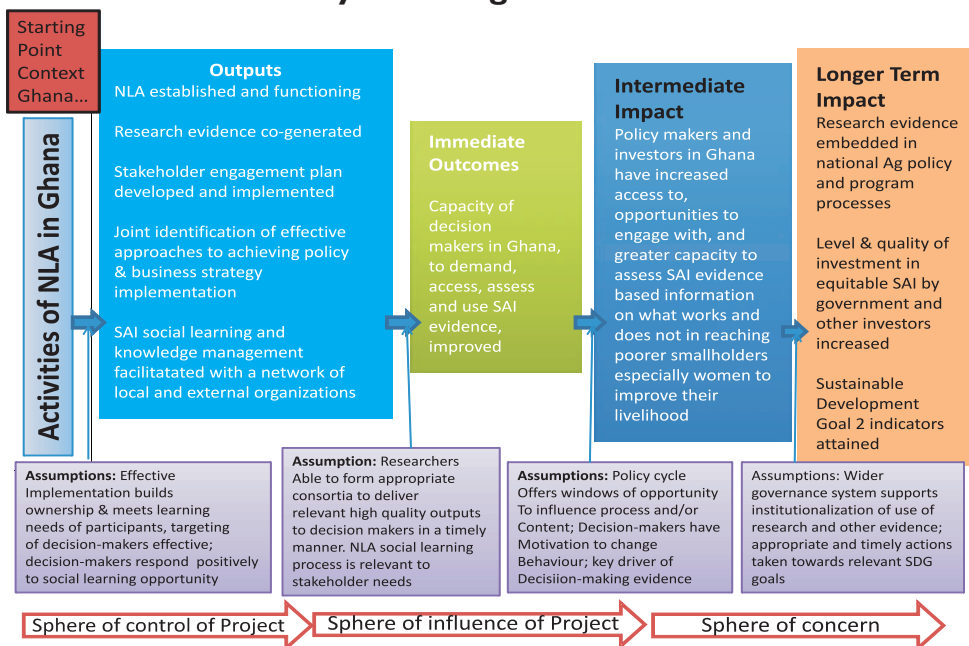 Starting
Point
Context
Ghana...
Activities of NLA in Ghana
Outputs
NLA established and functioning
Research evidence co-generated
Stakeholder engagement plan
developed and implemented
Joint identification of effective
approaches to achieving policy
& business strategy
implementation
SAI social learning and
knowledge management
facilitatated with a network of
local and external organizations
Immediate
Outcomes
Capacity of
decision
makers in Ghana,
to demand,
access, assess
and use SAI
evidence,
improved
Intermediate
Impact
Policy makers and
investors in Ghana
have increased
access to,
opportunities to
engage with, and
greater capacity to
assess SAI evidence
based information
on what works and
does not in reaching
poorer smallholders
especially women to
improve their
livelihood
Longer Term
Impact
Research evidence
embedded in
national Ag policy
and program
processes
Level & quality of
investment in
equitable SAI by
government and
other investors
increased
Sustainable
Development
Goal 2 indicators
attained
Assumptions: Effective
Implementation builds
ownership & meets learning
needs of participants, targeting
of decision-makers effective;
decision-makers respond positively
to social learning opportunity
Assumption: Researchers
Able to form appropriate
consortia to deliver
relevant high quality outputs
to decision makers in a timely
manner. NLA social learning
process is relevant to
stakeholder needs
Assumptions: Policy cycle
Offers windows of opportunity
To influence process and/or
Content; Decision-makers have
Motivation to change
Behaviour; key driver of
Decisiion-making evidence
Assumptions: Wider
governance system supports
institutionalization of use of
research and other evidence;
appropriate and timely actions
taken towards relevant SDG
goals
Sphere of control of Project
Sphere of influence of Project
Sphere of concern